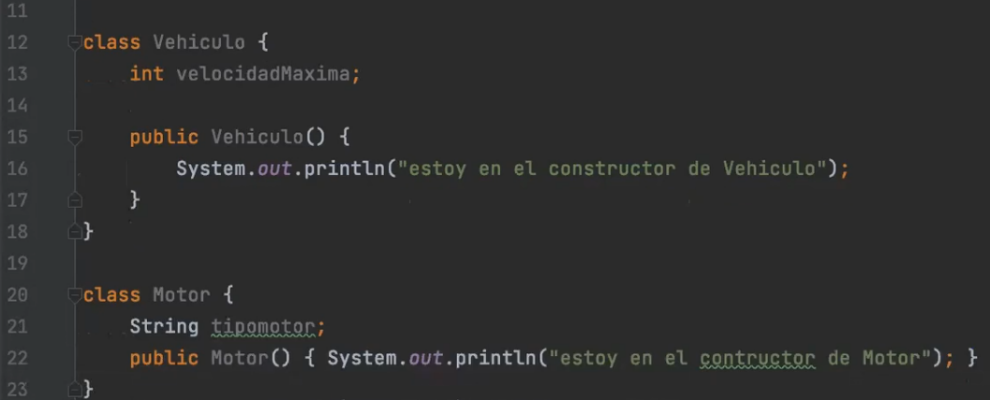 11
12 class Vehiculo {
13 int velocidadMaxima;
14
15 public Vehiculo() {
16 System.out.println("estoy en el constructor de Vehiculo");
17 }
18 }
19
20 class Motor {
21 String tipomotor;
22 public Motor() { System.out.println("estoy en el contructor de Motor"); }
23 }